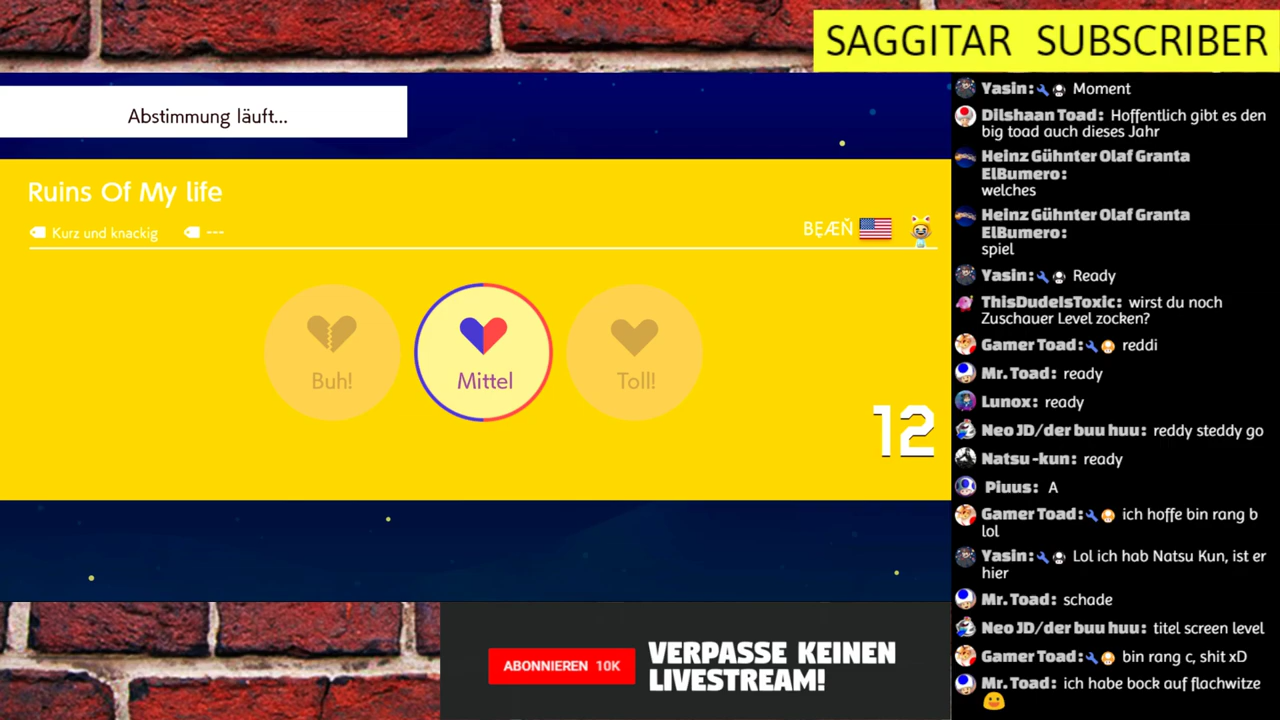 SAGGITAR SUBSCRIBER
Abstimmung läuft...
Ruins Of My life
Kurz und knackig
---
BĘÆŇ
Buh!
Mittel
Toll!
12
ABONNIEREN 10K
VERPASSE KEINEN
LIVESTREAM!
Yasin: Moment
Dilshaan Toad: Hoffentlich gibt es den
big toad auch dieses Jahr
Heinz Gühnter Olaf Granta
ElBumero:
welches
Heinz Gühnter Olaf Granta
ElBumero:
spiel
Yasin: Ready
ThisDudeIsToxic: wirst du noch
Zuschauer Level zocken?
Gamer Toad: reddi
Mr. Toad: ready
Lunox: ready
Neo JD/der buu huu: reddy steddy go
Natsu-kun: ready
Piuus: A
Gamer Toad: ich hoffe bin rang b
lol
Yasin: Lol ich hab Natsu Kun, ist er
hier
Mr. Toad: schade
Neo JD/der buu huu: titel screen level
Gamer Toad: bin rang c, shit xD
Mr. Toad: ich habe bock auf flachwitze